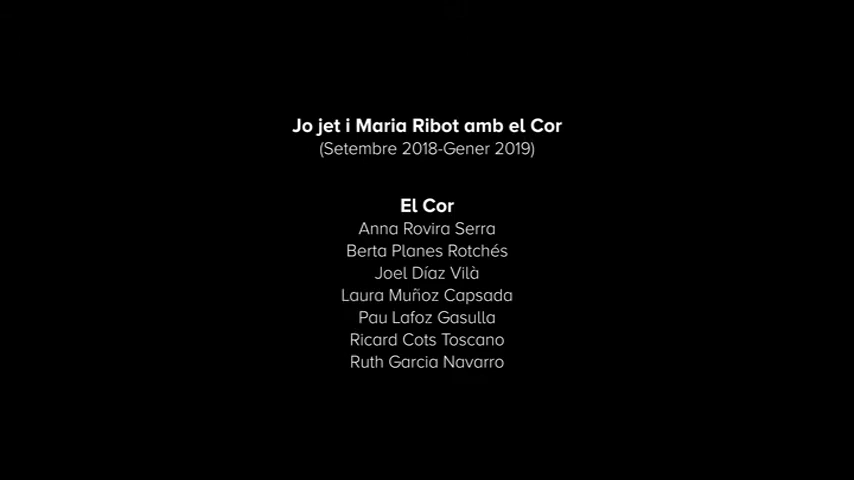 Jo jet i Maria Ribot amb el Cor
(Setembre 2018-Gener 2019)
El Cor
Anna Rovira Serra
Berta Planes Rotchés
Joel Díaz Vilà
Laura Muñoz Capsada
Pau Lafoz Gasulla
Ricard Cots Toscano
Ruth Garcia Navarro